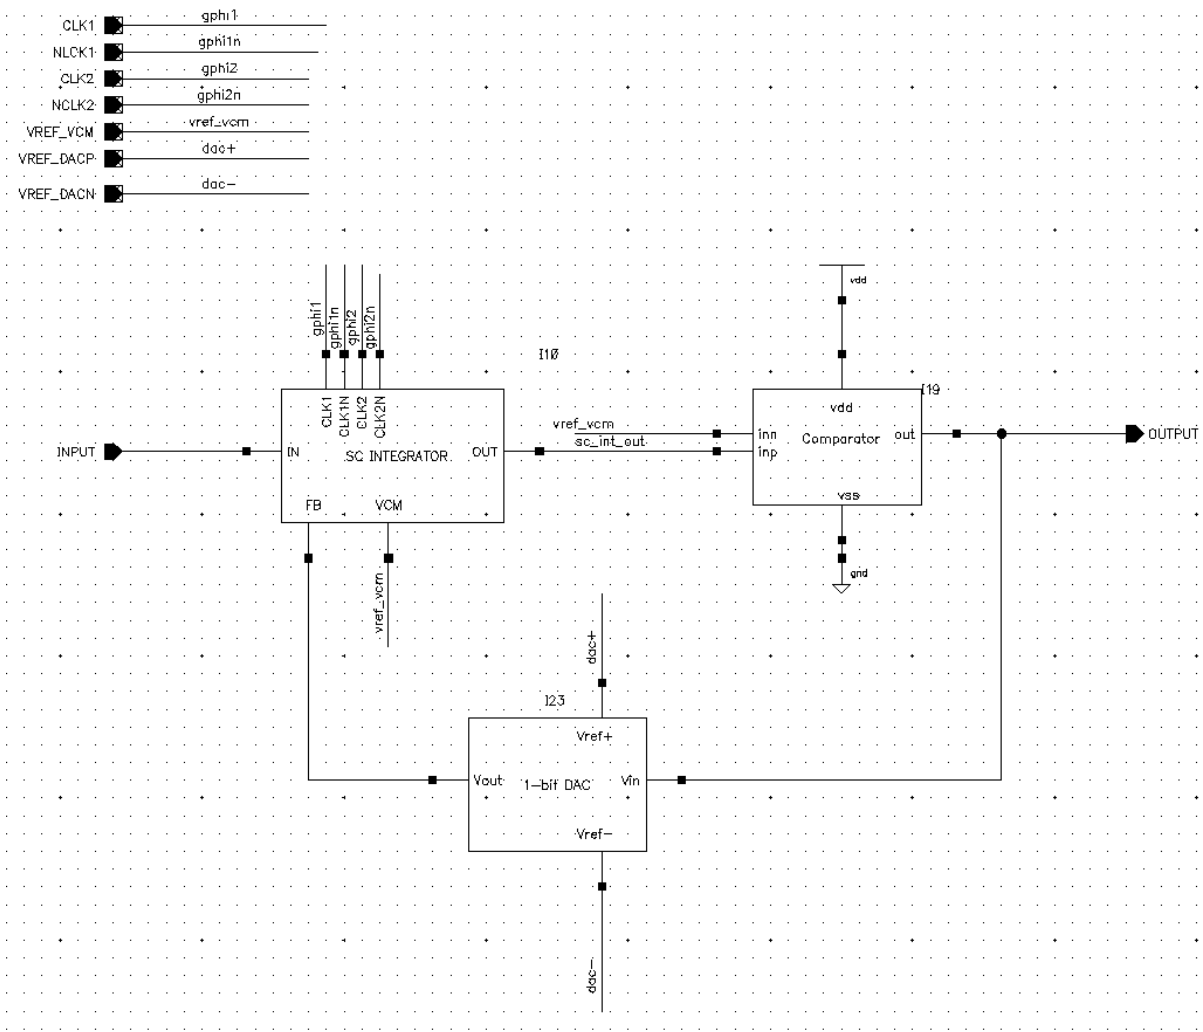 CLK1 gphi1
NLCK1 gphi1n
CLK2 gphi2
NCLK2 gphi2n
VREF_VCM vref_vcm
VREF_DACP dac+
VREF_DACN dac-
gphi1
gphi1n
gphi2
gphi2n
vdd
I10
I19
CLK1
CLK1N
CLK2
CLK2N
vdd
vref_vcm
inn
Comparator
out
OUTPUT
INPUT
IN
SC INTEGRATOR
OUT
sc_int_out
inp
FB
VCM
vss
gnd
vref_vcm
dac+
I23
Vref+
Vout
1-bit DAC
Vin
Vref-
dac-